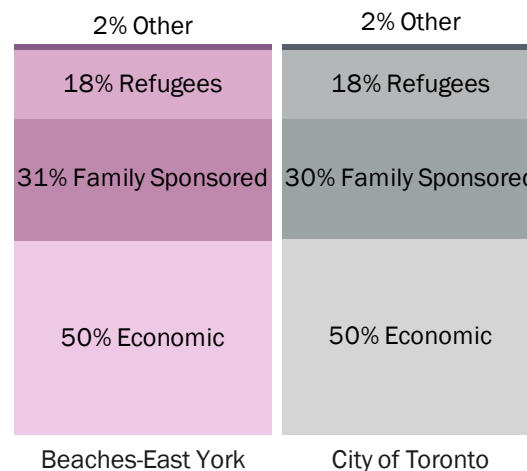 2% Other
18% Refugees
31% Family Sponsored
50% Economic
Beaches-East York
2% Other
18% Refugees
30% Family Sponsored
50% Economic
City of Toronto